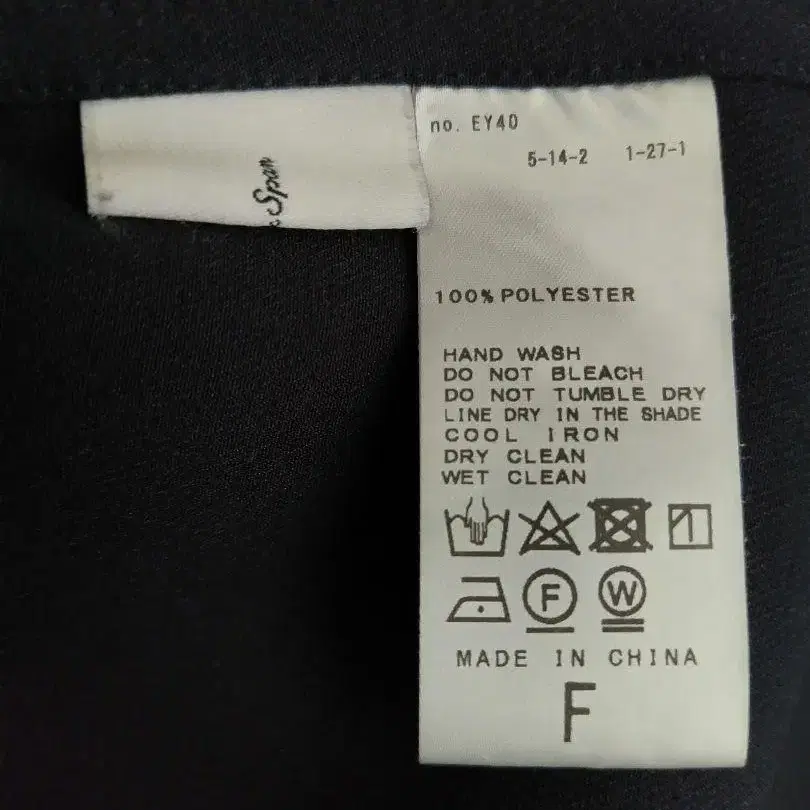 Span
no. EY40
5-14-2 1-27-1
100% POLYESTER
HAND WASH
DO NOT BLEACH
DO NOT TUMBLE DRY
LINE DRY IN THE SHADE
COOL IRON
DRY CLEAN
WET CLEAN
F W
MADE IN CHINA
F